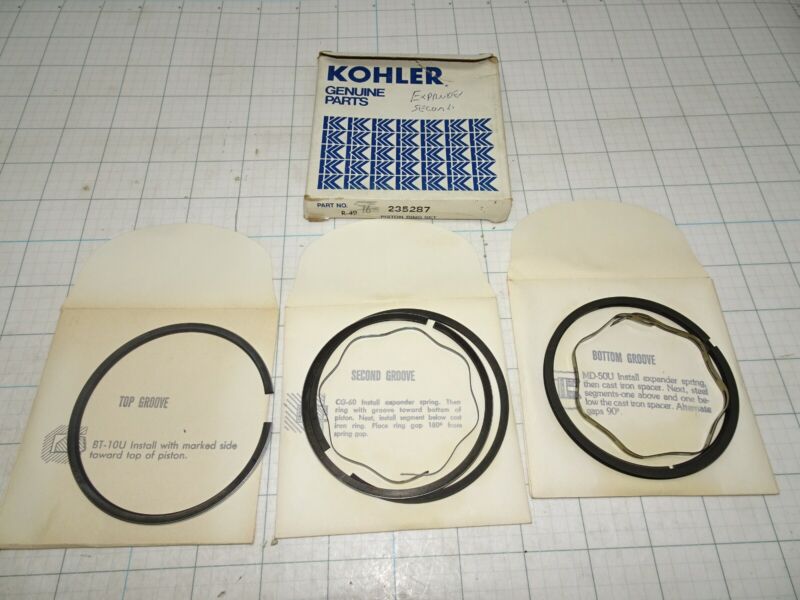 KOHLER
GENUINE
PARTS
EXPANDER
SECOND
PART NO. 235287
R-49
PISTON RING SET
TOP GROOVE
BT-10U Install with marked side
toward top of piston.
SECOND GROOVE
CG-60 Install expander spring. Then
ring with groove toward bottom of
piston. Next, install segment below cast
iron ring. Place ring gap 180° from
spring gap.
BOTTOM GROOVE
MD-50U Install expander spring,
then cast iron spacer. Next, steel
segments-one above and one be-
low the cast iron spacer. Alternate
gaps 90°.